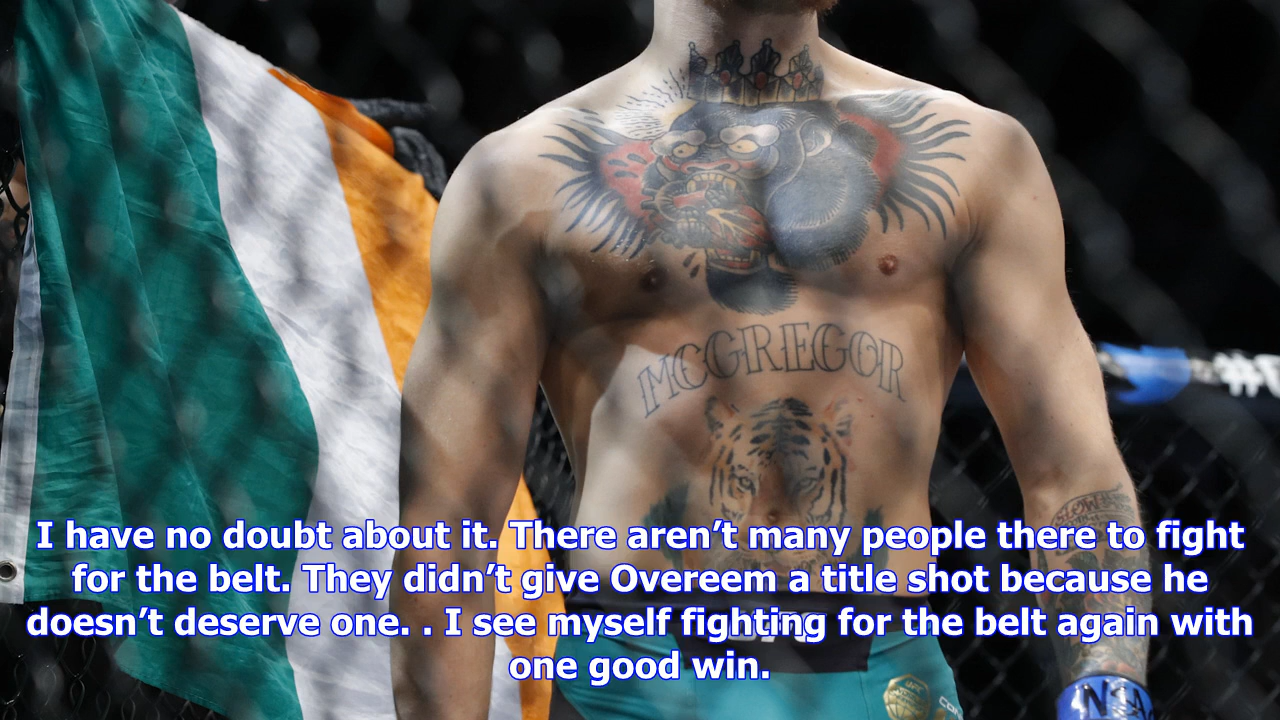 MCGREGOR
I have no doubt about it. There aren’t many people there to fight
for the belt. They didn’t give Overeem a title shot because he
doesn’t deserve one. . I see myself fighting for the belt again with
one good win.